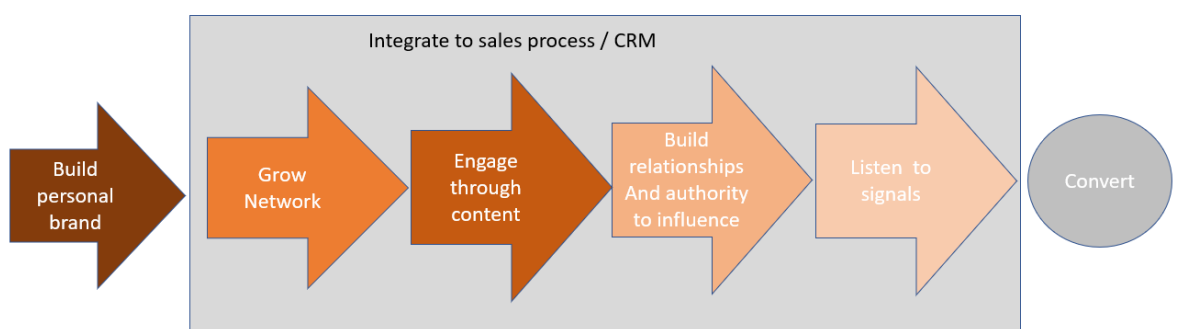 Integrate to sales process / CRM
Build
personal
brand
Grow
Network
Engage
through
content
Build
relationships
And authority
to influence
Listen  to
signals
Convert